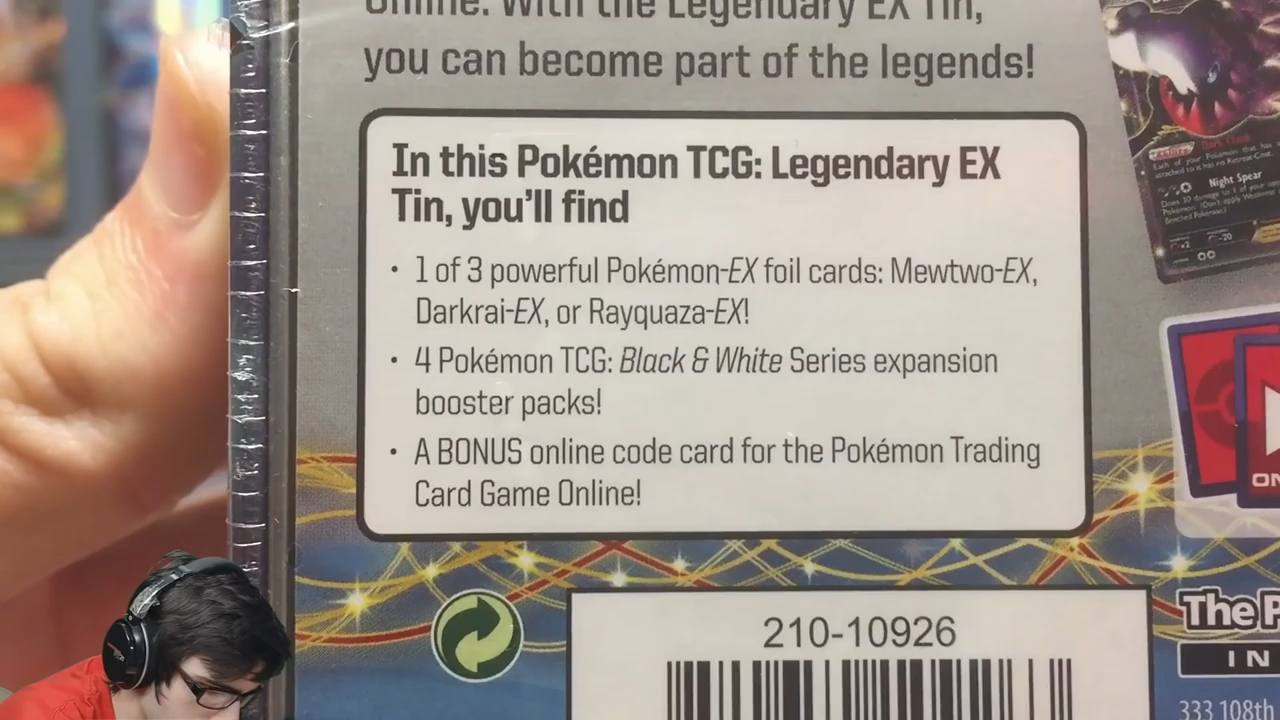 Online. With the Legendary EX Tin,
you can become part of the legends!
In this Pokémon TCG: Legendary EX
Tin, you'll find
• 1 of 3 powerful Pokémon-EX foil cards: Mewtwo-EX,
Darkrai-EX, or Rayquaza-EX!
• 4 Pokémon TCG: Black & White Series expansion
booster packs!
• A BONUS online code card for the Pokémon Trading
Card Game Online!
210-10926
Night Spear
The P
IN
333 108th
ON